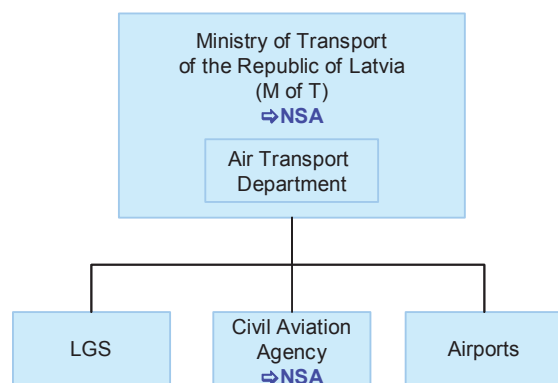 Ministry of Transport
of the Republic of Latvia
(M of T)
⇨NSA
Air Transport
Department
LGS
Civil Aviation
Agency
⇨NSA
Airports